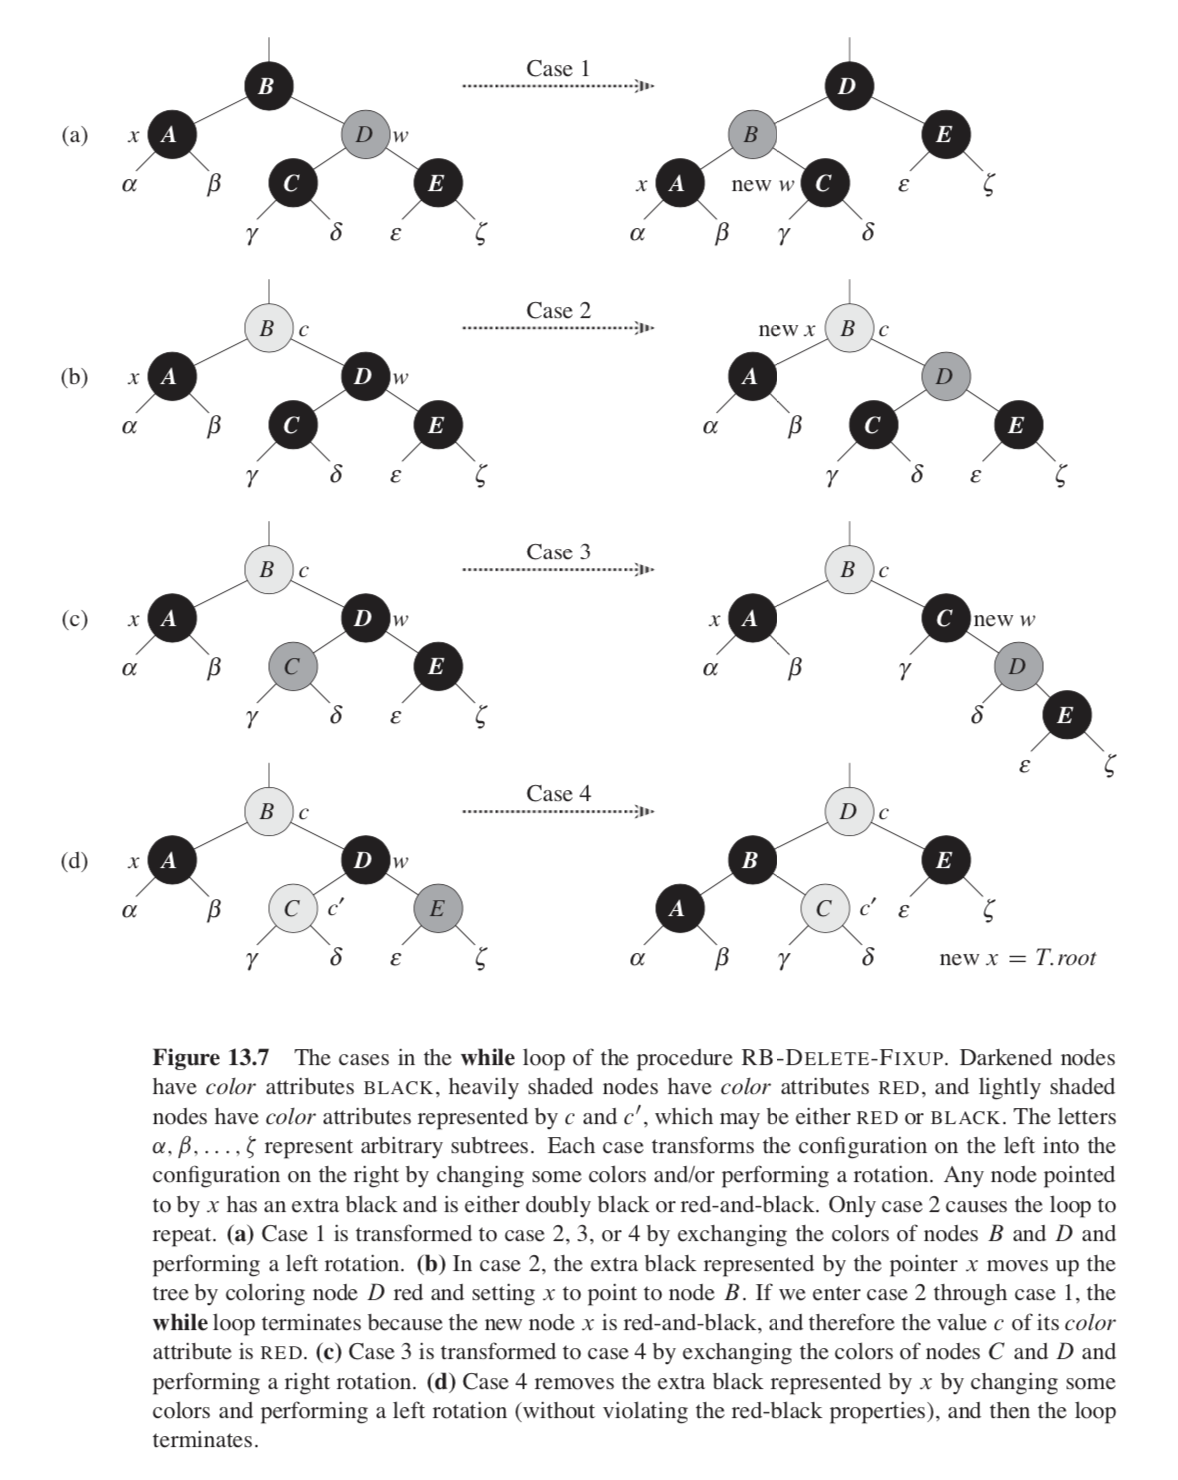 Case 1
B D
(a) x A D w B E
α β C E x A new w C ε ζ
γ δ ε ζ α β γ δ
Case 2
B c new x B c
(b) x A D w A D
α β C E α β C E
γ δ ε ζ γ δ ε ζ
Case 3
B c B c
(c) x A D w x A C new w
α β C E α β γ D
γ δ ε ζ δ E
ε ζ
Case 4
B c D c
(d) x A D w B E
α β C c′ E A C c′ ε ζ
γ δ ε ζ α β γ δ new x = T.root
Figure 13.7 The cases in the while loop of the procedure RB-DELETE-FIXUP. Darkened nodes
have color attributes BLACK, heavily shaded nodes have color attributes RED, and lightly shaded
nodes have color attributes represented by c and c′, which may be either RED or BLACK. The letters
α, β, . . . , ζ represent arbitrary subtrees. Each case transforms the configuration on the left into the
configuration on the right by changing some colors and/or performing a rotation. Any node pointed
to by x has an extra black and is either doubly black or red-and-black. Only case 2 causes the loop to
repeat. (a) Case 1 is transformed to case 2, 3, or 4 by exchanging the colors of nodes B and D and
performing a left rotation. (b) In case 2, the extra black represented by the pointer x moves up the
tree by coloring node D red and setting x to point to node B. If we enter case 2 through case 1, the
while loop terminates because the new node x is red-and-black, and therefore the value c of its color
attribute is RED. (c) Case 3 is transformed to case 4 by exchanging the colors of nodes C and D and
performing a right rotation. (d) Case 4 removes the extra black represented by x by changing some
colors and performing a left rotation (without violating the red-black properties), and then the loop
terminates.